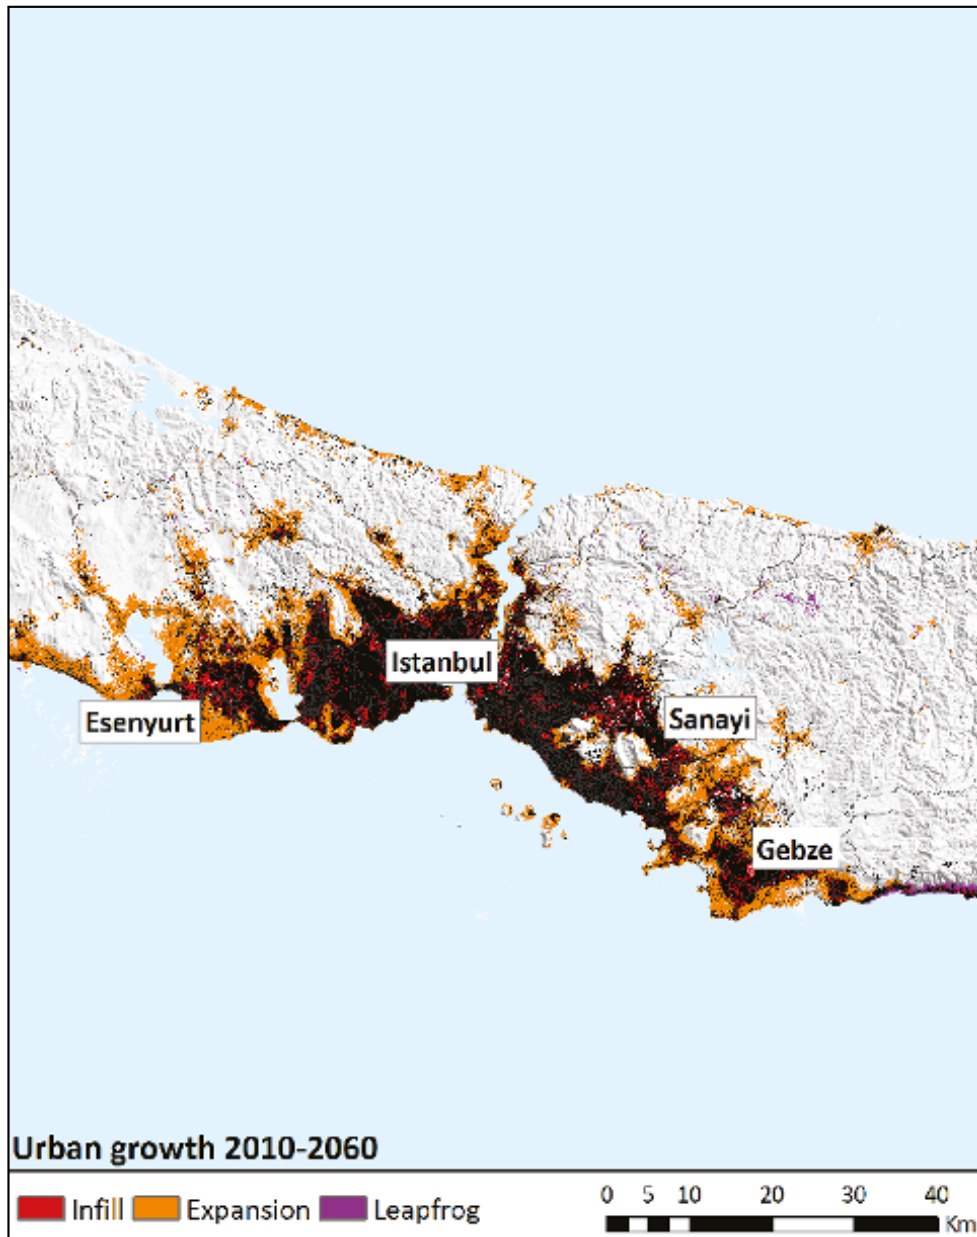 Istanbul
Esenyurt
Sanayi
Gebze
Urban growth 2010-2060
Infill Expansion Leapfrog
0 5 10 20 30 40
Km